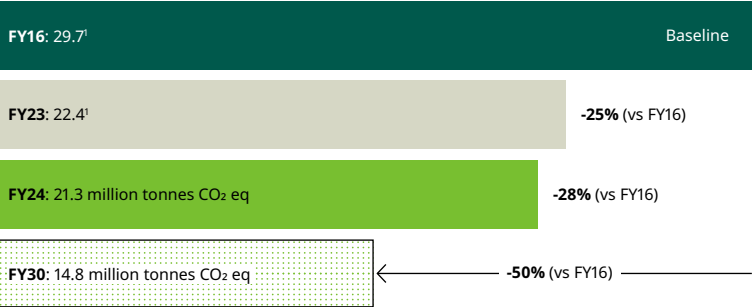 FY16: 29.7¹ Baseline
FY23: 22.4¹ -25% (vs FY16)
FY24: 21.3 million tonnes CO₂ eq -28% (vs FY16)
FY30: 14.8 million tonnes CO₂ eq -50% (vs FY16)